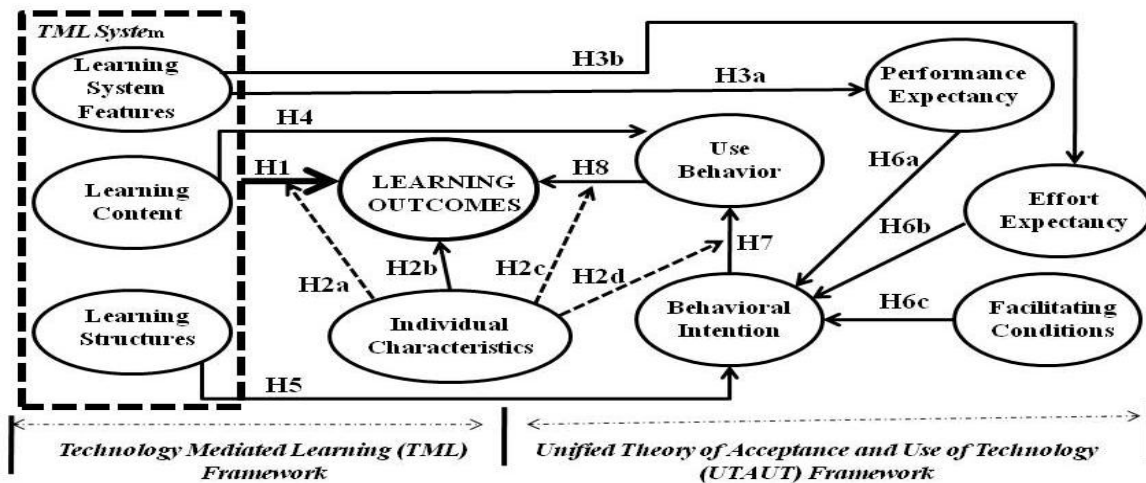 TML System
Learning
System
Features
H3b
H3a
Performance
Expectancy
H4
Use
Behavior
H6a
Learning
Content
H1
LEARNING
OUTCOMES
H8
Effort
Expectancy
H6b
H2a
H2b
H2c
H2d
H7
Learning
Structures
Individual
Characteristics
Behavioral
Intention
H6c
Facilitating
Conditions
H5
Technology Mediated Learning (TML)
Framework
Unified Theory of Acceptance and Use of Technology
(UTAUT) Framework